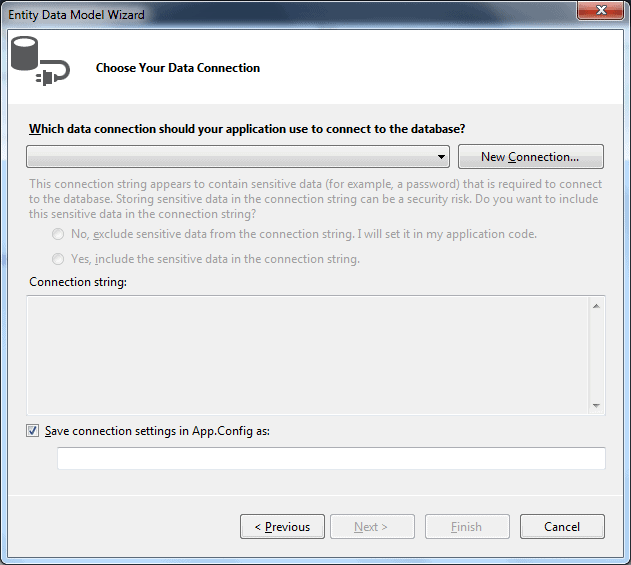 Entity Data Model Wizard
Choose Your Data Connection
Which data connection should your application use to connect to the database?
New Connection...
This connection string appears to contain sensitive data (for example, a password) that is required to connect
to the database. Storing sensitive data in the connection string can be a security risk. Do you want to include
this sensitive data in the connection string?
No, exclude sensitive data from the connection string. I will set it in my application code.
Yes, include the sensitive data in the connection string.
Connection string:
Save connection settings in App.Config as:
< Previous
Next >
Finish
Cancel